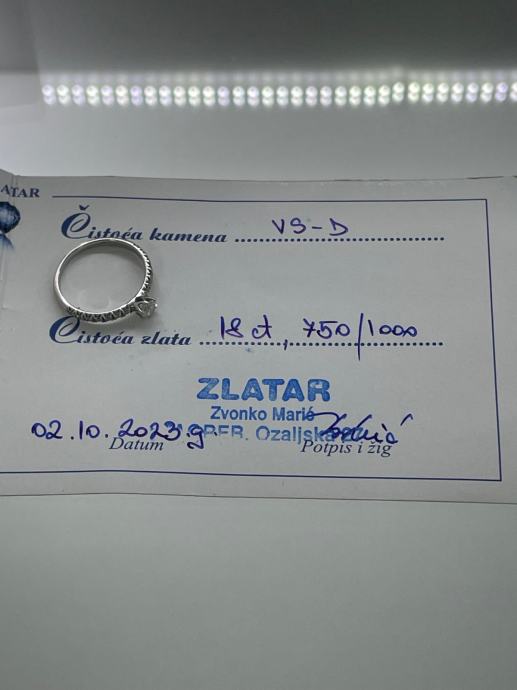 ATAR
Čistoća kamena VS-D
Čistoća zlata 18 ct, 750/1000
ZLATAR
Zvonko Marić
Ozaljska
02.10.2023.g.
Datum
Potpis i žig